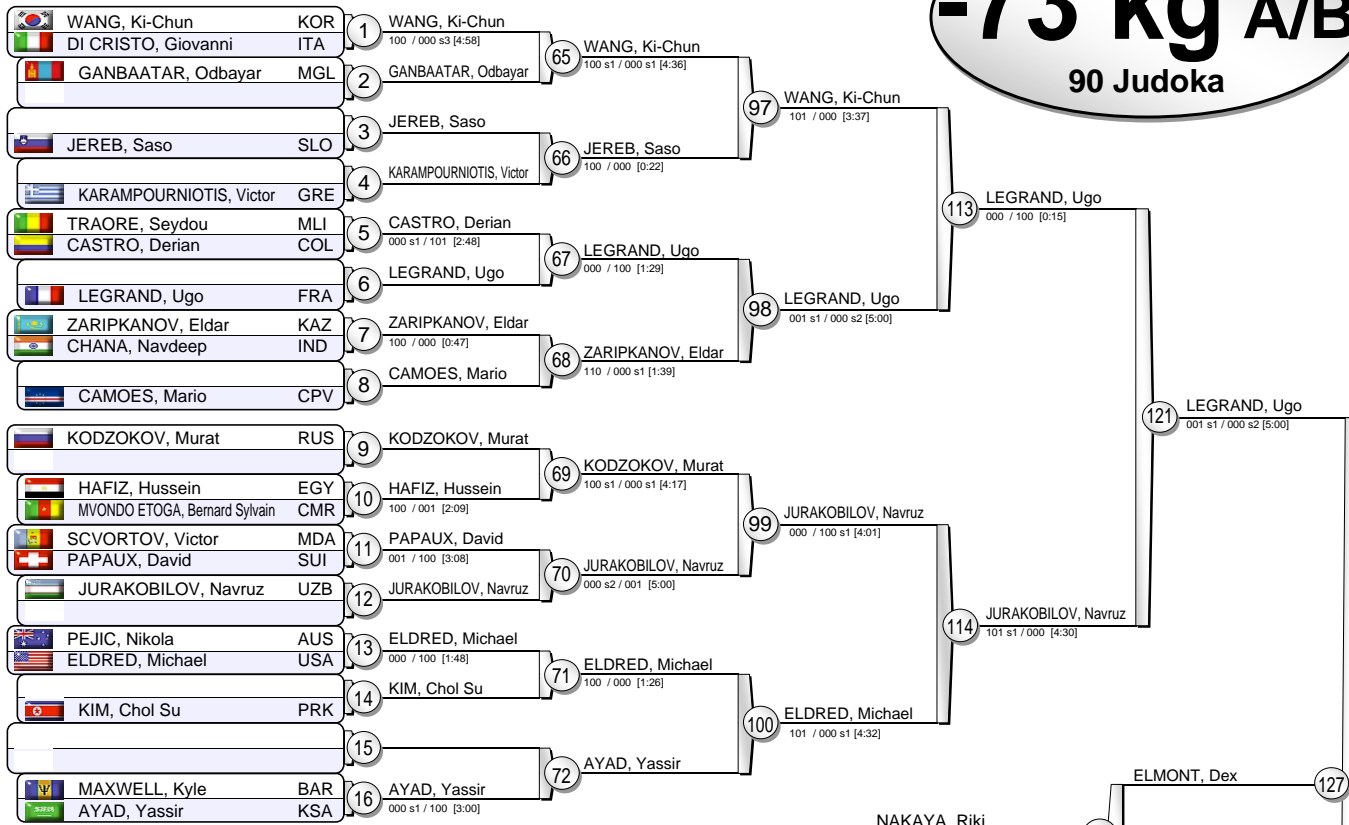 -73 kg A/B
90 Judoka
WANG, Ki-Chun KOR
DI CRISTO, Giovanni ITA
1
WANG, Ki-Chun
100 / 000 s3 [4:58]
GANBAATAR, Odbayar MGL
2
GANBAATAR, Odbayar
65
WANG, Ki-Chun
100 s1 / 000 s1 [4:36]
JEREB, Saso SLO
3
JEREB, Saso
KARAMPOURNIOTIS, Victor GRE
4
KARAMPOURNIOTIS, Victor
66
JEREB, Saso
100 / 000 [0:22]
97
WANG, Ki-Chun
101 / 000 [3:37]
TRAORE, Seydou MLI
CASTRO, Derian COL
5
CASTRO, Derian
000 s1 / 101 [2:48]
LEGRAND, Ugo FRA
6
LEGRAND, Ugo
67
LEGRAND, Ugo
000 / 100 [1:29]
ZARIPKANOV, Eldar KAZ
CHANA, Navdeep IND
7
ZARIPKANOV, Eldar
100 / 000 [0:47]
CAMOES, Mario CPV
8
CAMOES, Mario
68
ZARIPKANOV, Eldar
110 / 000 s1 [1:39]
98
LEGRAND, Ugo
001 s1 / 000 s2 [5:00]
113
LEGRAND, Ugo
000 / 100 [0:15]
KODZOKOV, Murat RUS
9
KODZOKOV, Murat
HAFIZ, Hussein EGY
MVONDO ETOGA, Bernard Sylvain CMR
10
HAFIZ, Hussein
100 / 001 [2:09]
69
KODZOKOV, Murat
100 s1 / 000 s1 [4:17]
SCVORTOV, Victor MDA
PAPAUX, David SUI
11
PAPAUX, David
001 / 100 [3:08]
JURAKOBILOV, Navruz UZB
12
JURAKOBILOV, Navruz
70
JURAKOBILOV, Navruz
000 s2 / 001 [5:00]
99
JURAKOBILOV, Navruz
000 / 100 s1 [4:01]
PEJIC, Nikola AUS
ELDRED, Michael USA
13
ELDRED, Michael
000 / 100 [1:48]
KIM, Chol Su PRK
14
KIM, Chol Su
71
ELDRED, Michael
100 / 000 [1:26]
15
MAXWELL, Kyle BAR
AYAD, Yassir KSA
16
AYAD, Yassir
000 s1 / 100 [3:00]
72
AYAD, Yassir
100
ELDRED, Michael
101 / 000 s1 [4:32]
114
JURAKOBILOV, Navruz
101 s1 / 000 [4:30]
121
LEGRAND, Ugo
001 s1 / 000 s2 [5:00]
ELMONT, Dex
127
NAKAYA, Riki